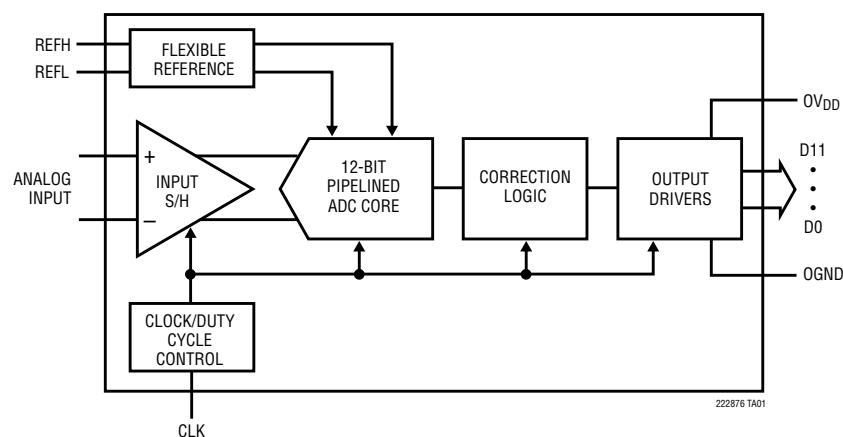 REFH
REFL
FLEXIBLE
REFERENCE
ANALOG
INPUT
+
–
INPUT
S/H
12-BIT
PIPELINED
ADC CORE
CORRECTION
LOGIC
OUTPUT
DRIVERS
OVDD
D11
•
•
•
D0
OGND
CLOCK/DUTY
CYCLE
CONTROL
CLK
222876 TA01